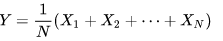 Y = \frac{1}{N}(X_1 + X_2 + \cdots + X_N)